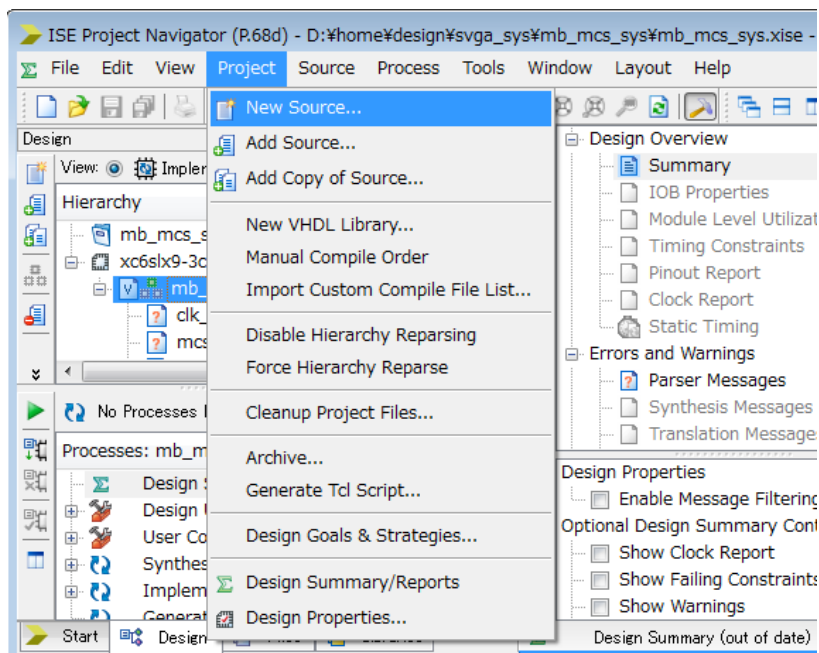 ISE Project Navigator (P.68d) - D:¥home¥design¥svga_sys¥mb_mcs_sys¥mb_mcs_sys.xise -
File Edit View Project Source Process Tools Window Layout Help
New Source...
Add Source...
Add Copy of Source...
New VHDL Library...
Manual Compile Order
Import Custom Compile File List...
Disable Hierarchy Reparsing
Force Hierarchy Reparse
Cleanup Project Files...
Archive...
Generate Tcl Script...
Design Goals & Strategies...
Design Summary/Reports
Design Properties...
Design
View: Implem
Hierarchy
mb_mcs_s
xc6slx9-3c
mb_
clk_
mcs
No Processes
Processes: mb_m
Design
Design
User Co
Synthes
Implem
Generat
Start Design
Design Overview
Summary
IOB Properties
Module Level Utilizat
Timing Constraints
Pinout Report
Clock Report
Static Timing
Errors and Warnings
Parser Messages
Synthesis Messages
Translation Messages
Design Properties
Enable Message Filtering
Optional Design Summary Cont
Show Clock Report
Show Failing Constraints
Show Warnings
Design Summary (out of date)